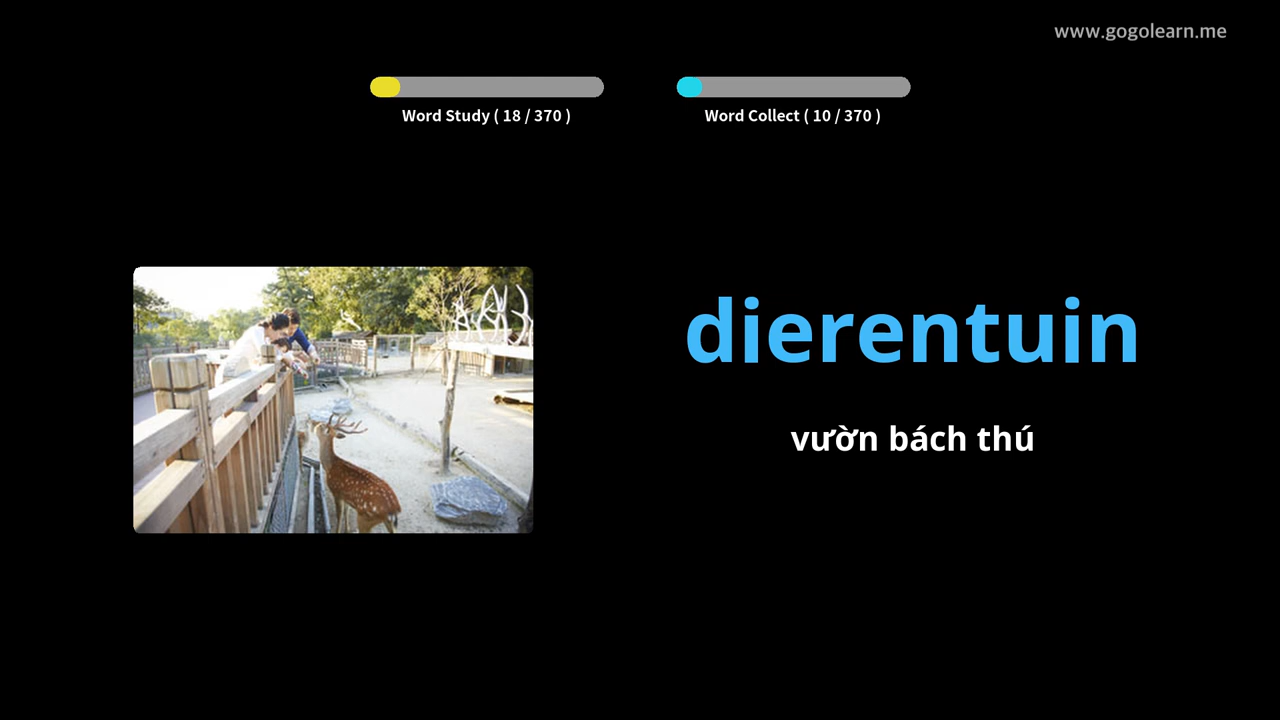 www.gogolearn.me
Word Study ( 18 / 370 )
Word Collect ( 10 / 370 )
dierentuin
vườn bách thú